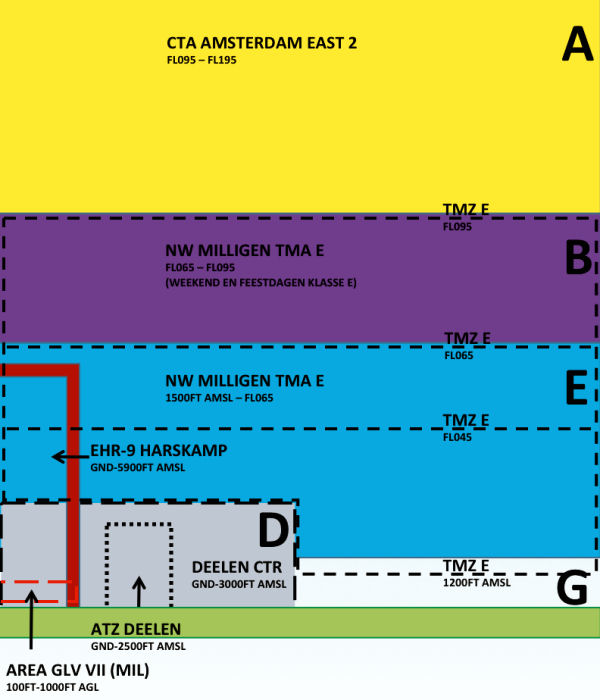 CTA AMSTERDAM EAST 2
FL095 – FL195
A
TMZ E
FL095
NW MILLIGEN TMA E
FL065 – FL095
(WEEKEND EN FEESTDAGEN KLASSE E)
B
TMZ E
FL065
NW MILLIGEN TMA E
1500FT AMSL – FL065
E
TMZ E
FL045
EHR-9 HARSKAMP
GND-5900FT AMSL
D
DEELEN CTR
GND-3000FT AMSL
TMZ E
1200FT AMSL
G
ATZ DEELEN
GND-2500FT AMSL
AREA GLV VII (MIL)
100FT-1000FT AGL